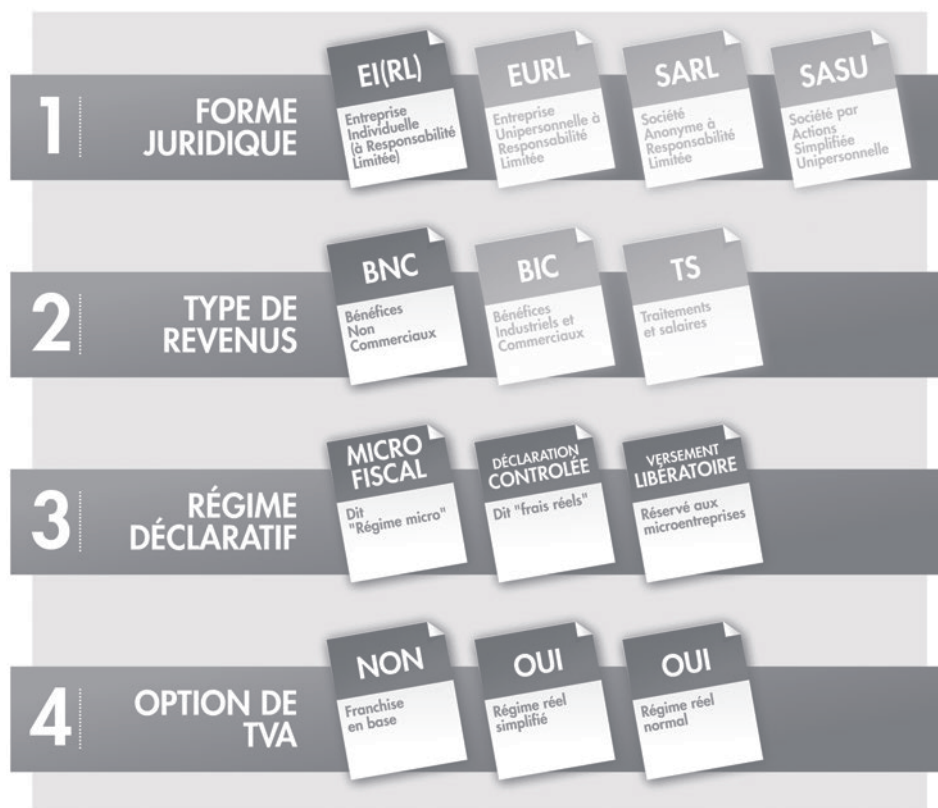 1
FORME
JURIDIQUE
EI(RL)
Entreprise
Individuelle
(à Responsabilité
Limitée)
EURL
Entreprise
Unipersonnelle à
Responsabilité
Limitée
SARL
Société
Anonyme à
Responsabilité
Limitée
SASU
Société par
Actions
Simplifiée
Unipersonnelle
2
TYPE DE
REVENUS
BNC
Bénéfices
Non
Commerciaux
BIC
Bénéfices
Industriels et
Commerciaux
TS
Traitements
et salaires
3
RÉGIME
DÉCLARATIF
MICRO
FISCAL
Dit
"Régime micro"
DÉCLARATION
CONTROLÉE
Dit "frais réels"
VERSEMENT
LIBÉRATOIRE
Réservé aux
microentreprises
4
OPTION DE
TVA
NON
Franchise
en base
OUI
Régime réel
simplifié
OUI
Régime réel
normal